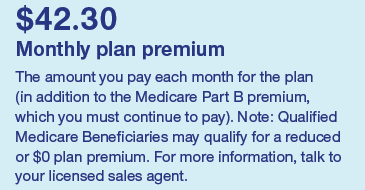 $42.30
Monthly plan premium
The amount you pay each month for the plan
(in addition to the Medicare Part B premium,
which you must continue to pay). Note: Qualified
Medicare Beneficiaries may qualify for a reduced
or $0 plan premium. For more information, talk to
your licensed sales agent.